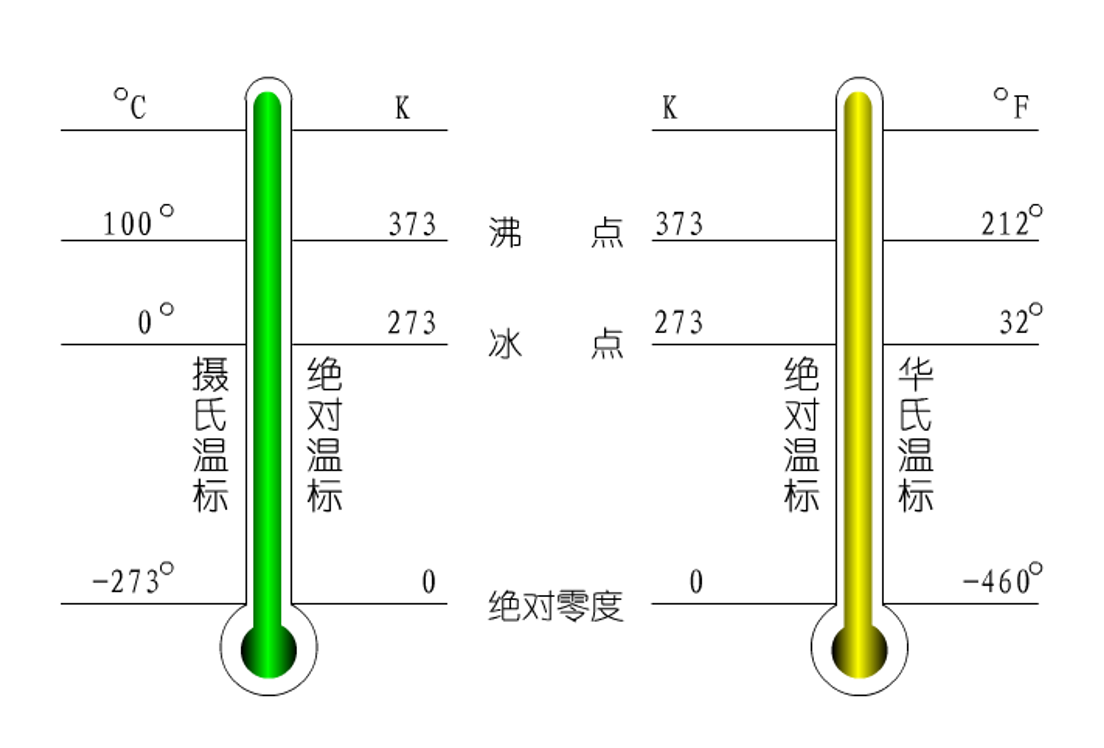 °C K K °F
100° 373 沸 点 373 212°
0° 273 冰 点 273 32°
摄氏温标
绝对温标
绝对温标
华氏温标
-273° 0 绝对零度 0 -460°